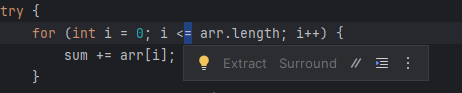 try {
for (int i = 0; i <= arr.length; i++) {
sum += arr[i];
Extract Surround //
}